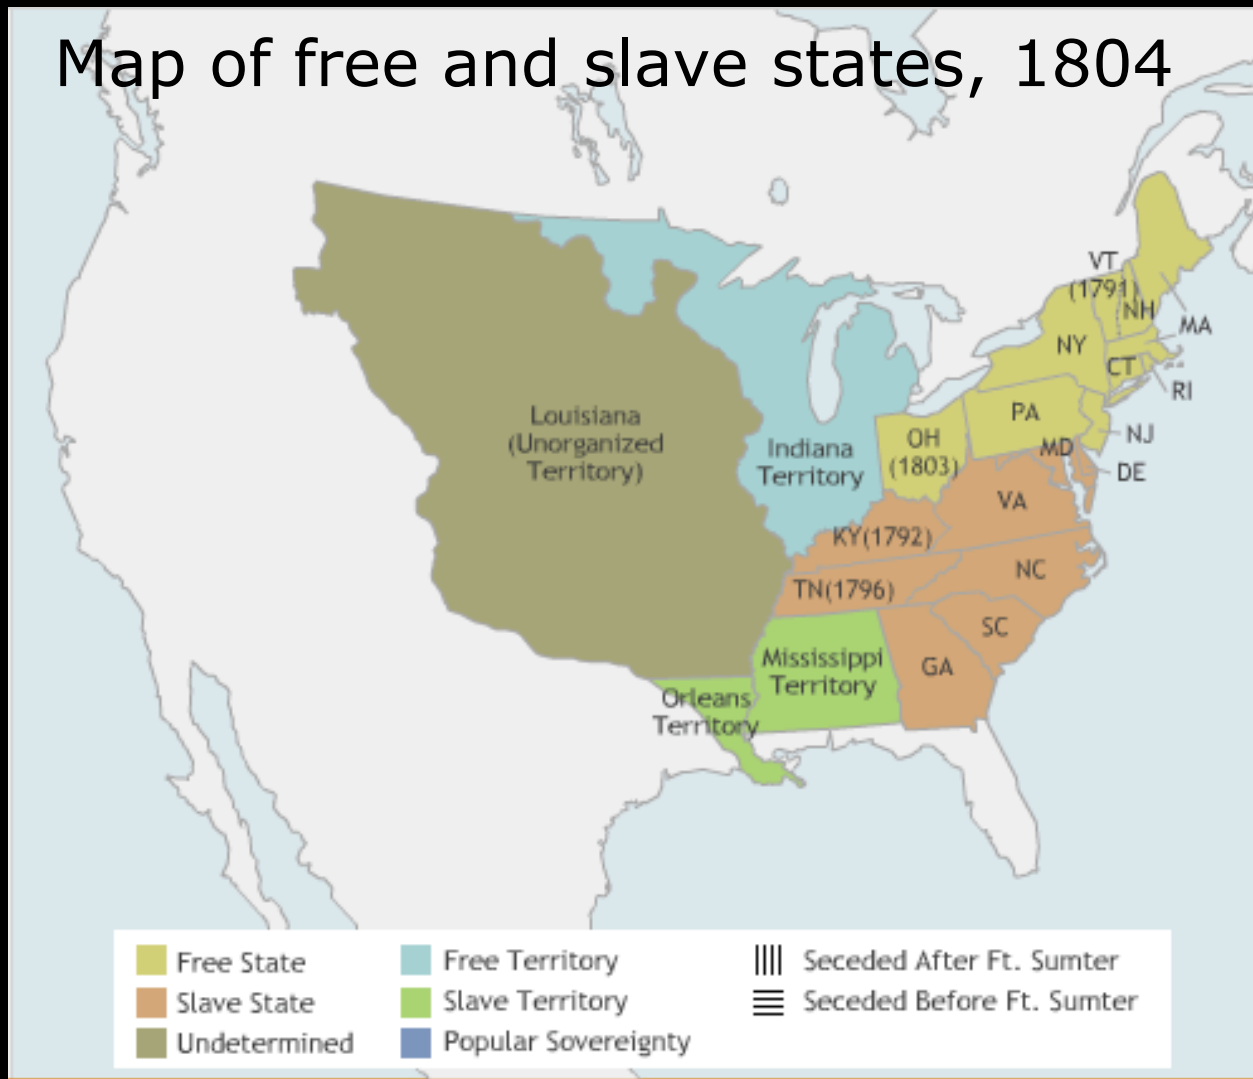 Map of free and slave states, 1804
VT
(1791)
NH
MA
NY
CT
RI
PA
NJ
OH
(1803)
MD
DE
Louisiana
(Unorganized
Territory)
Indiana
Territory
VA
KY(1792)
NC
TN(1796)
SC
Mississippi
Territory
GA
Orleans
Territory
Free State
Slave State
Undetermined
Free Territory
Slave Territory
Popular Sovereignty
Seceded After Ft. Sumter
Seceded Before Ft. Sumter